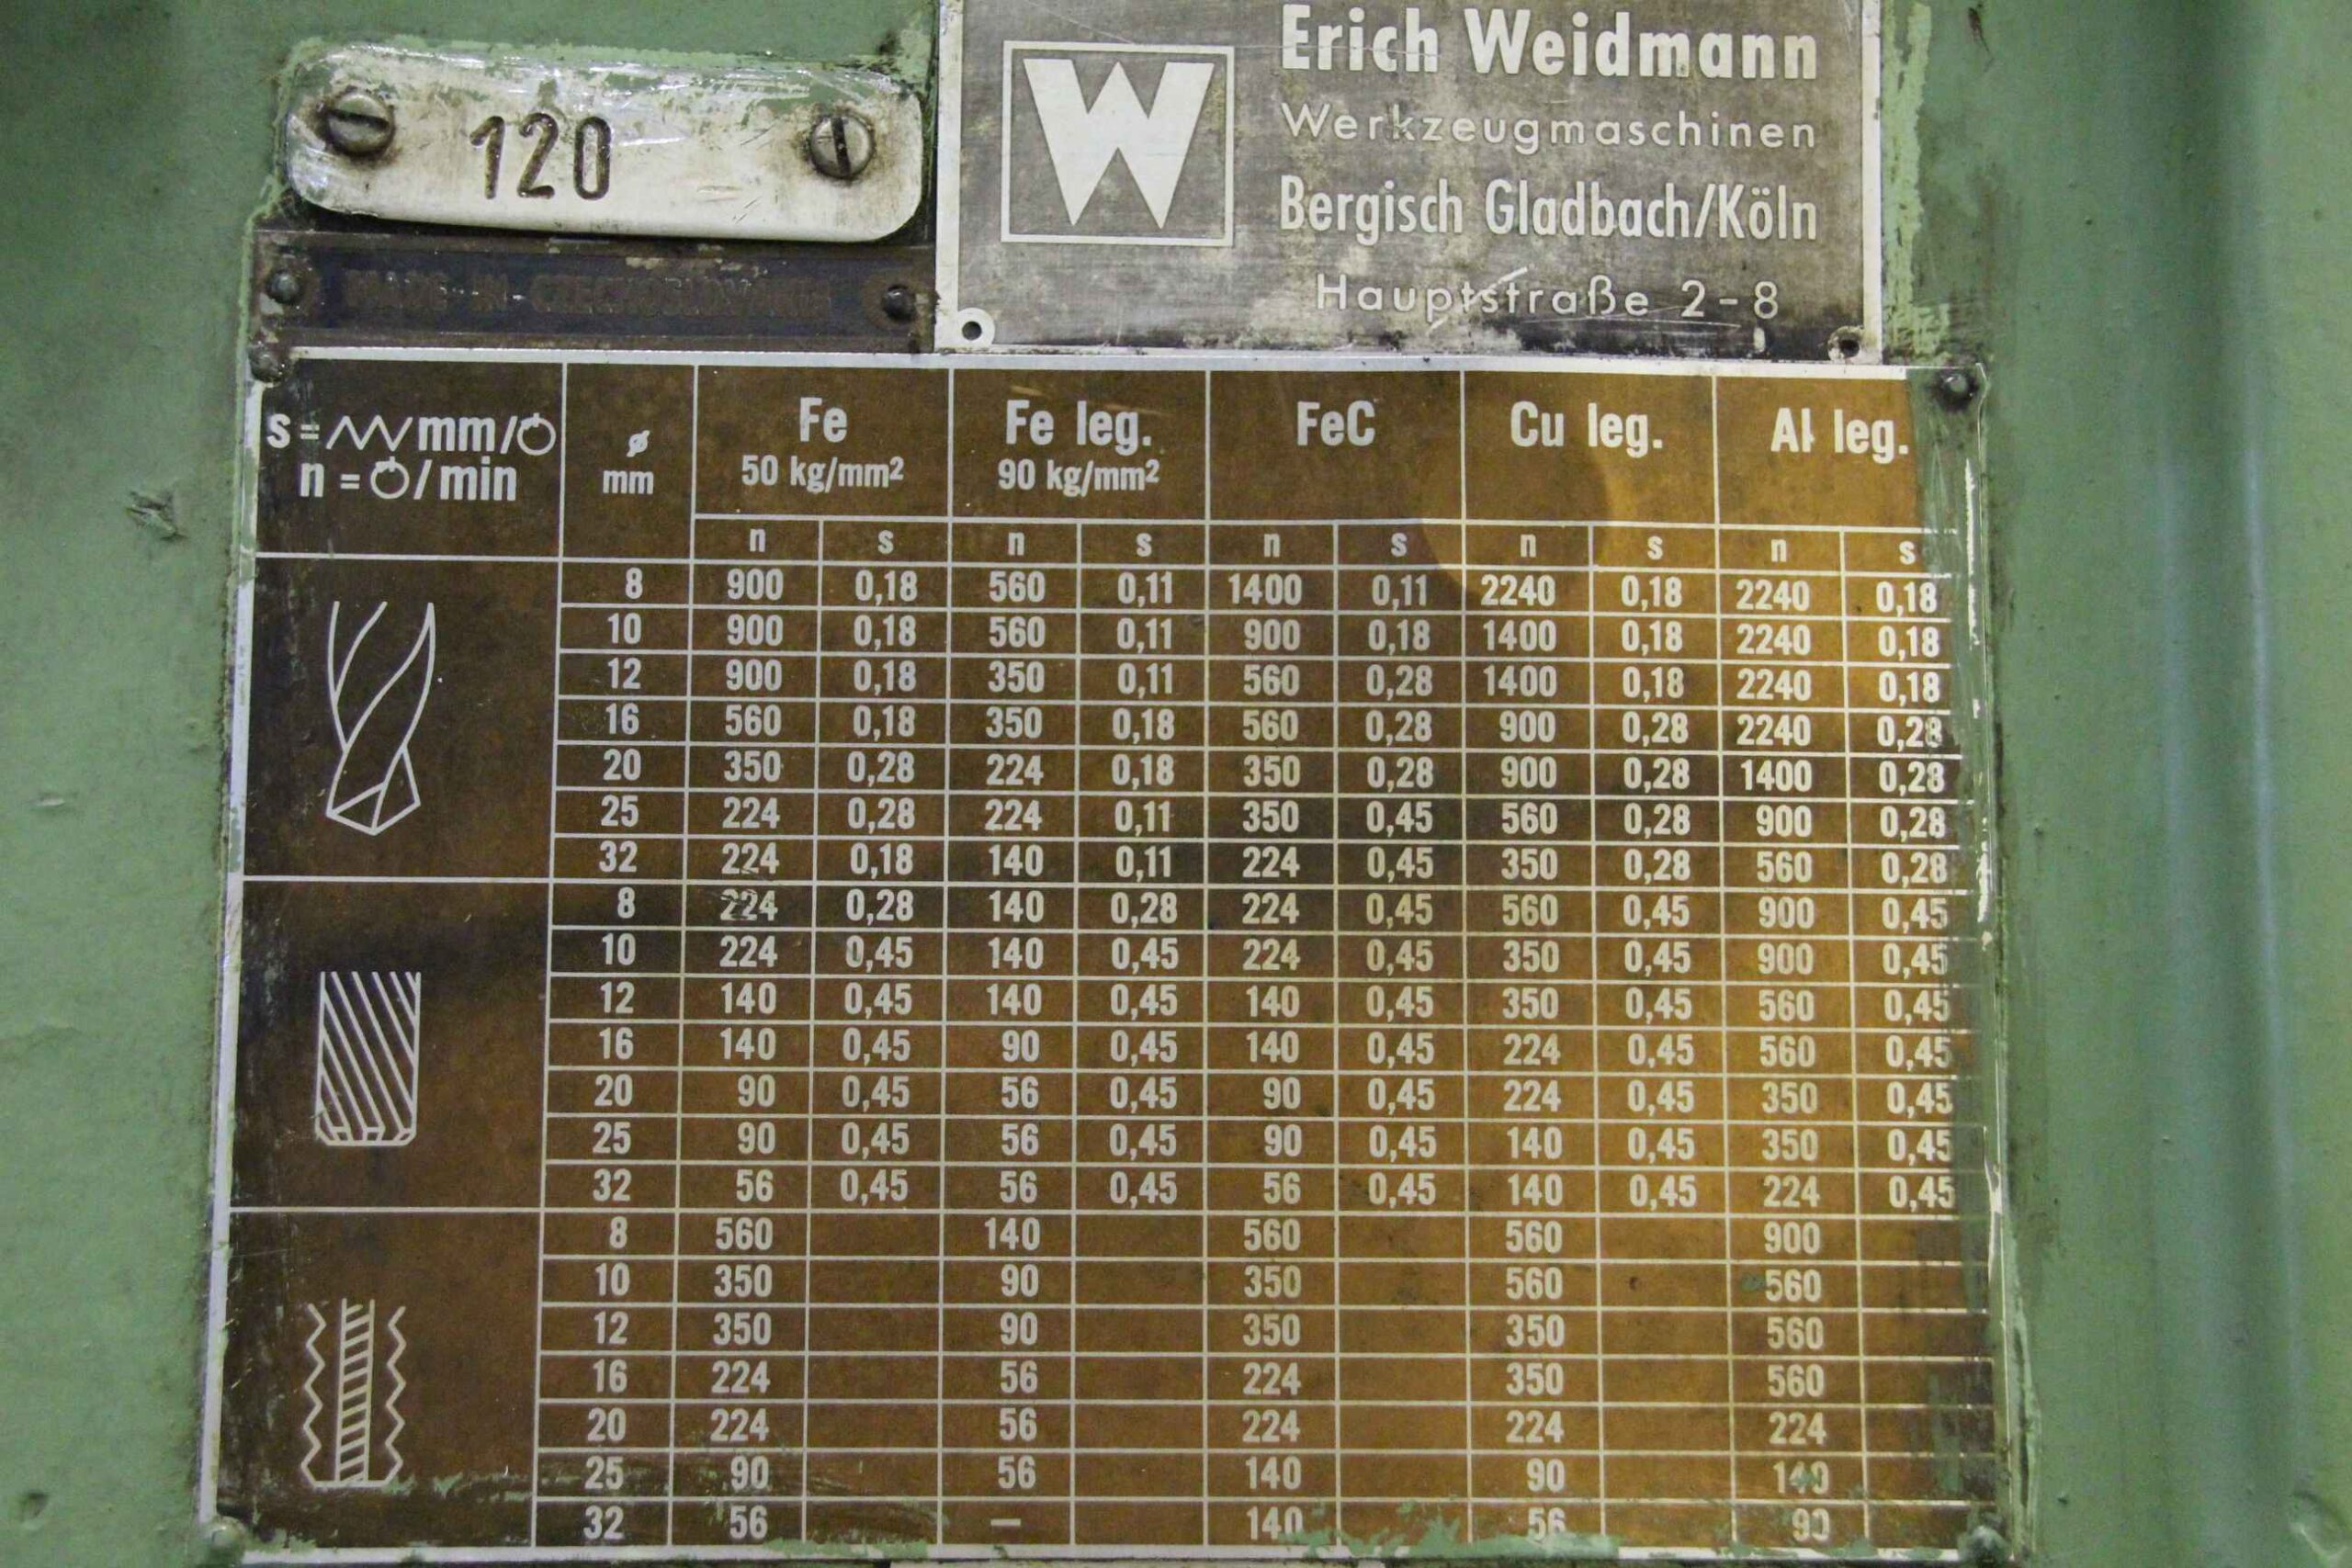 120
W
Erich Weidmann
Werkzeugmaschinen
Bergisch Gladbach/Köln
Hauptstraße 2-8
MADE IN CZECHOSLOVAKIA
s = mm/ ø Fe Fe leg. FeC Cu leg. Al leg.
n = /min mm 50 kg/mm² 90 kg/mm²
n s n s n s n s n s
8 900 0,18 560 0,11 1400 0,11 2240 0,18 2240 0,18
10 900 0,18 560 0,11 900 0,18 1400 0,18 2240 0,18
12 900 0,18 350 0,11 560 0,28 1400 0,18 2240 0,18
16 560 0,18 350 0,18 560 0,28 900 0,28 2240 0,28
20 350 0,28 224 0,18 350 0,28 900 0,28 1400 0,28
25 224 0,28 224 0,11 350 0,45 560 0,28 900 0,28
32 224 0,18 140 0,11 224 0,45 350 0,28 560 0,28
8 224 0,28 140 0,28 224 0,45 560 0,45 900 0,45
10 224 0,45 140 0,45 224 0,45 350 0,45 900 0,45
12 140 0,45 140 0,45 140 0,45 350 0,45 560 0,45
16 140 0,45 90 0,45 140 0,45 224 0,45 560 0,45
20 90 0,45 56 0,45 90 0,45 224 0,45 350 0,45
25 90 0,45 56 0,45 90 0,45 140 0,45 350 0,45
32 56 0,45 56 0,45 56 0,45 140 0,45 224 0,45
8 560 140 560 560 900
10 350 90 350 560 560
12 350 90 350 350 560
16 224 56 224 350 560
20 224 56 224 224 224
25 90 56 140 90 140
32 56 — 140 56 90